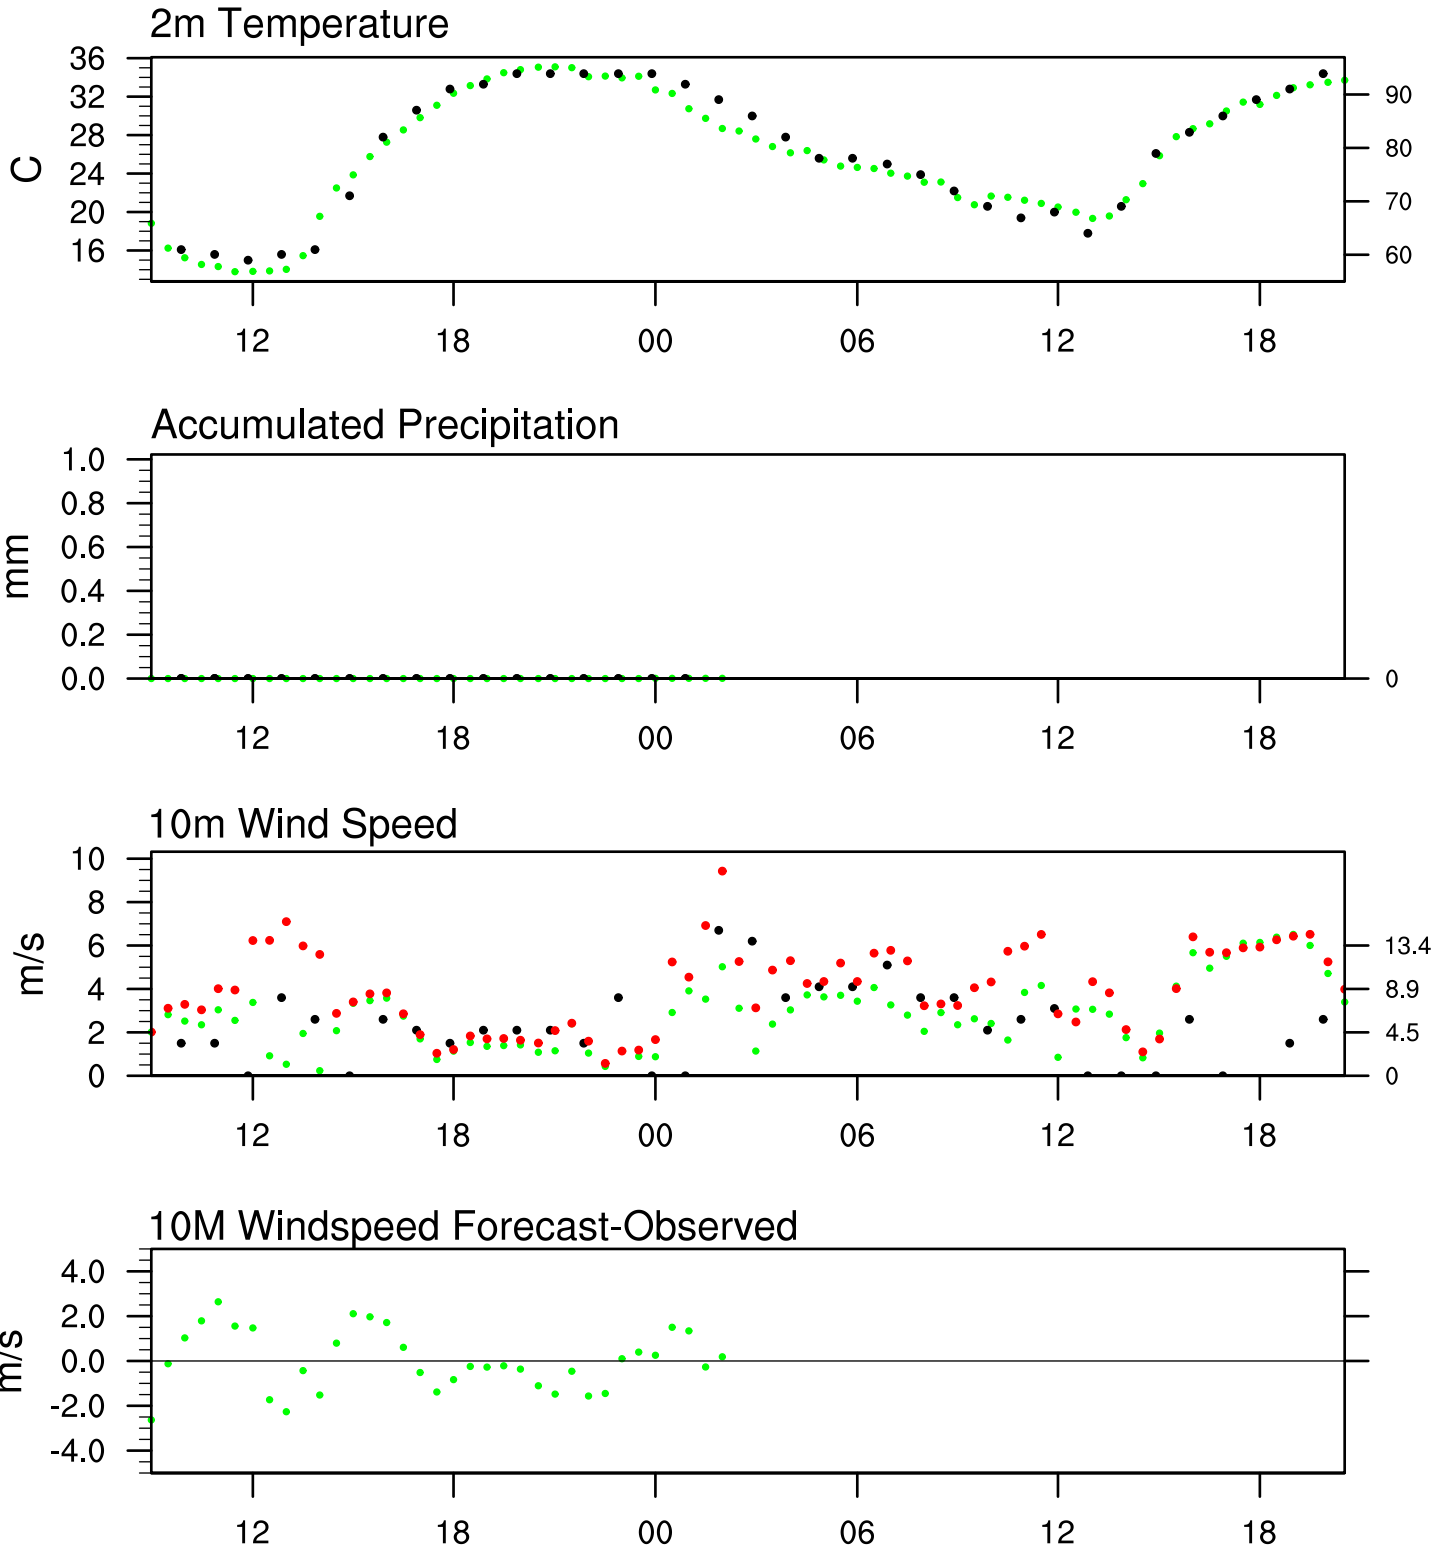 2m Temperature
36
32
28
24
20
16
C
90
80
70
60
12 18 00 06 12 18
Accumulated Precipitation
1.0
0.8
0.6
0.4
0.2
0.0
mm
0
12 18 00 06 12 18
10m Wind Speed
10
8
6
4
2
0
m/s
13.4
8.9
4.5
0
12 18 00 06 12 18
10M Windspeed Forecast-Observed
4.0
2.0
0.0
-2.0
-4.0
m/s
12 18 00 06 12 18